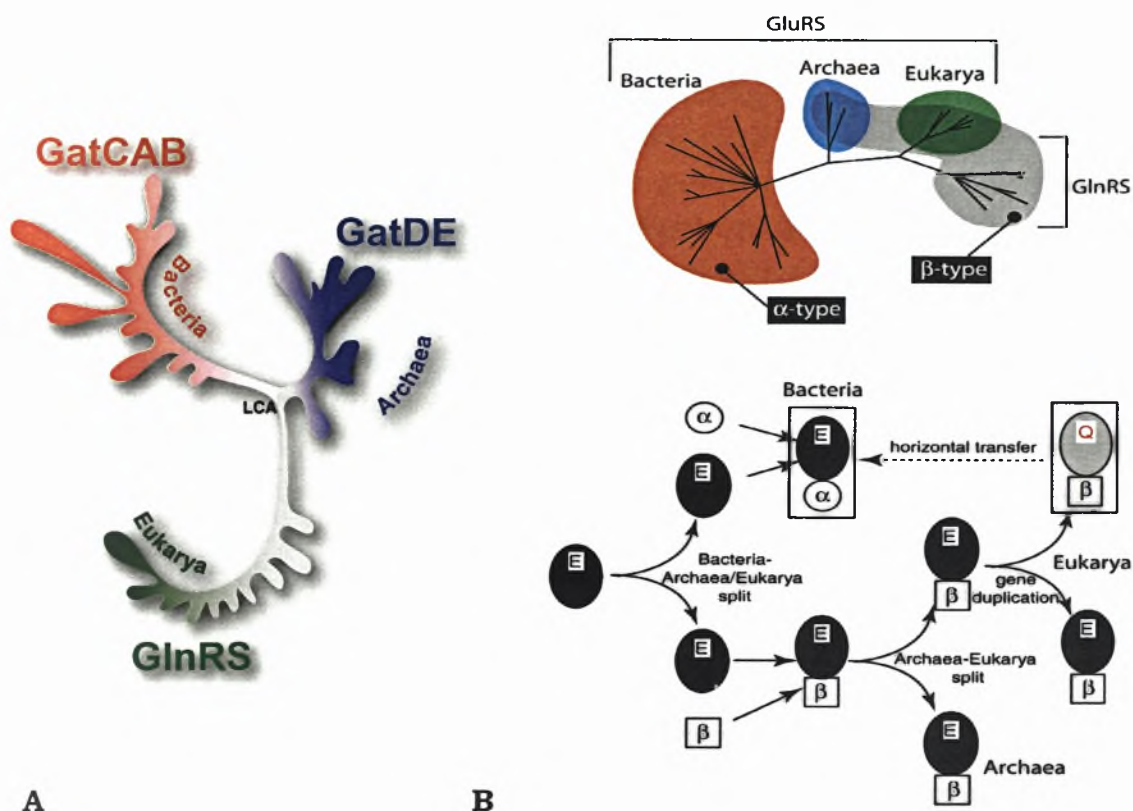 GatCAB
Bacteria
GatDE
Archaea
LCA
Eukarya
GlnRS
A
GluRS
Bacteria
Archaea
Eukarya
GlnRS
β-type
α-type
Bacteria
α
E
E
α
horizontal transfer
Q
β
E
Bacteria-
Archaea/Eukarya
split
E
β
E
β
Archaea-Eukarya
split
E
β
gene
duplication
Eukarya
E
β
E
β
Archaea
B